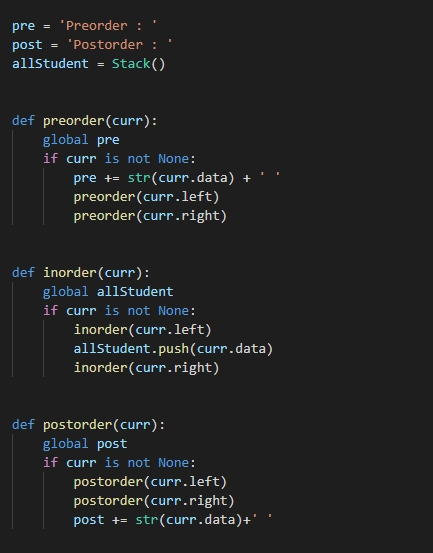 pre = 'Preorder : '
post = 'Postorder : '
allStudent = Stack()
def preorder(curr):
    global pre
    if curr is not None:
        pre += str(curr.data) + ' '
        preorder(curr.left)
        preorder(curr.right)
def inorder(curr):
    global allStudent
    if curr is not None:
        inorder(curr.left)
        allStudent.push(curr.data)
        inorder(curr.right)
def postorder(curr):
    global post
    if curr is not None:
        postorder(curr.left)
        postorder(curr.right)
        post += str(curr.data)+' '